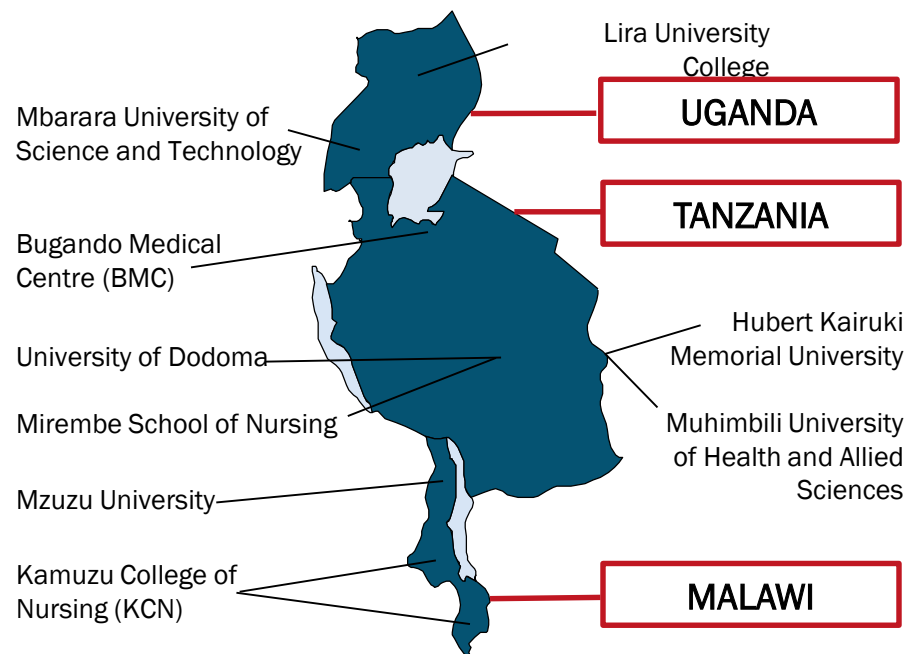 Lira University
College
UGANDA
Mbarara University of
Science and Technology
TANZANIA
Bugando Medical
Centre (BMC)
Hubert Kairuki
Memorial University
University of Dodoma
Mirembe School of Nursing
Muhimbili University
of Health and Allied
Sciences
Mzuzu University
Kamuzu College of
Nursing (KCN)
MALAWI